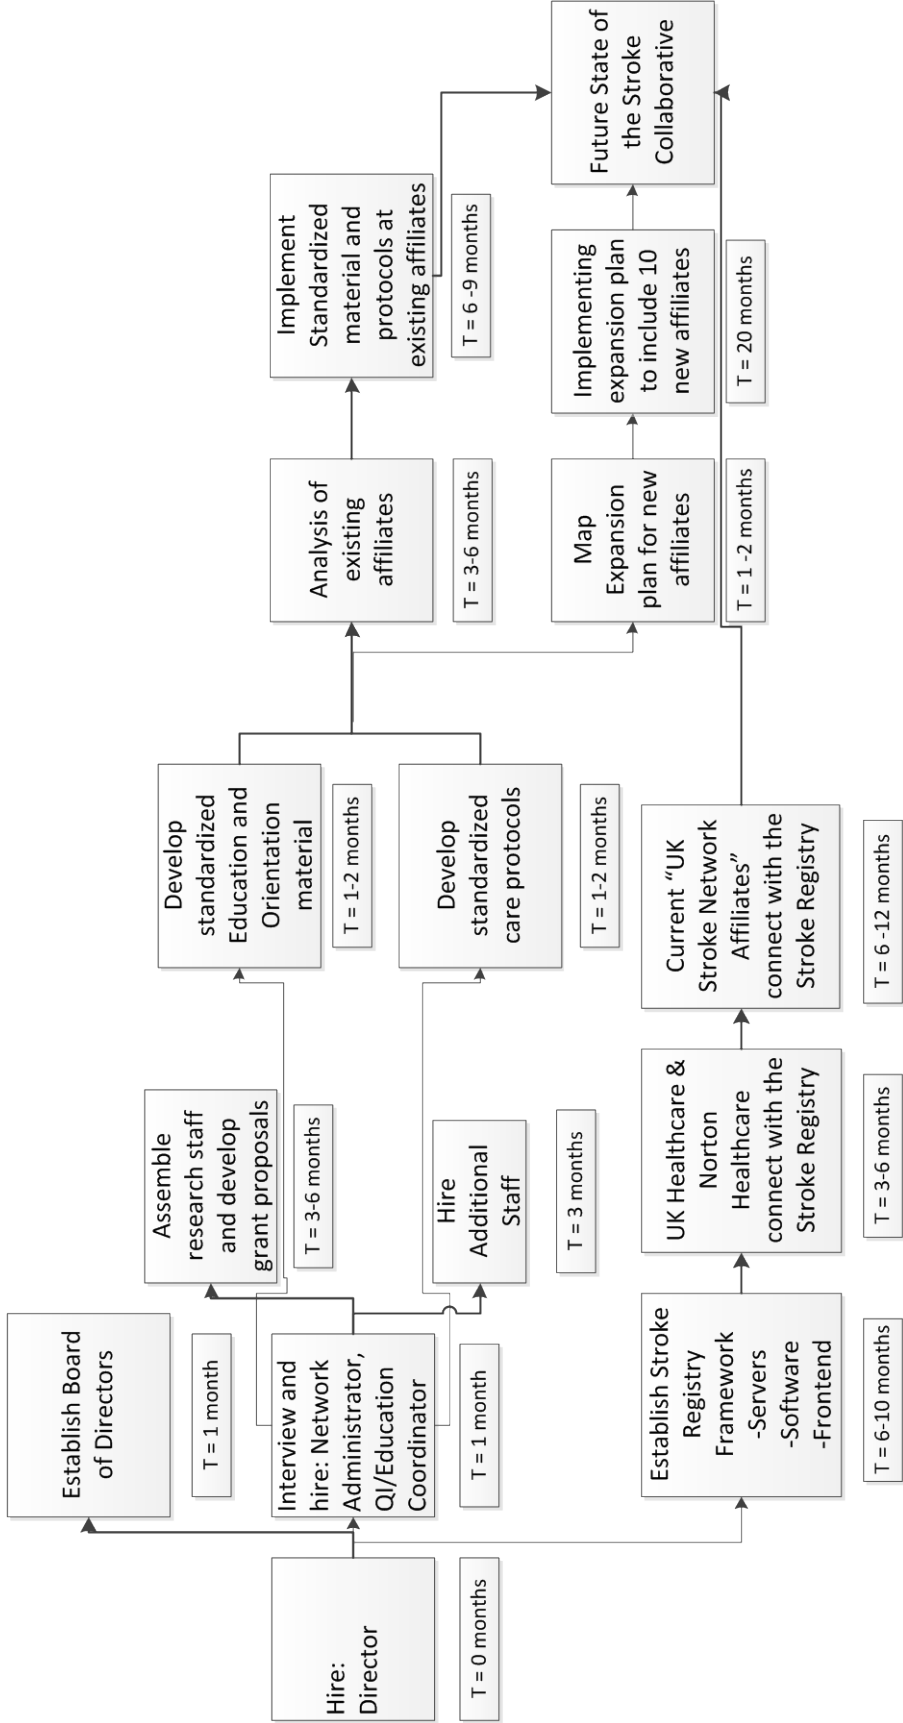 Hire:
Director
T = 0 months
Establish Board
of Directors
T = 1 month
Interview and
hire: Network
Administrator,
QI/Education
Coordinator
T = 1 month
Establish Stroke
Registry
Framework
-Servers
-Software
-Frontend
T = 6-10 months
Assemble
research staff
and develop
grant proposals
T = 3-6 months
Hire
Additional
Staff
T = 3 months
UK Healthcare &
Norton
Healthcare
connect with the
Stroke Registry
T = 3-6 months
Develop
standardized
Education and
Orientation
material
T = 1-2 months
Develop
standardized
care protocols
T = 1-2 months
Current “UK
Stroke Network
Affiliates”
connect with the
Stroke Registry
T = 6 -12 months
Analysis of
existing
affiliates
T = 3-6 months
Map
Expansion
plan for new
affiliates
T = 1 -2 months
Implement
Standardized
material and
protocols at
existing affiliates
T = 6 -9 months
Implementing
expansion plan
to include 10
new affiliates
T = 20 months
Future State of
the Stroke
Collaborative